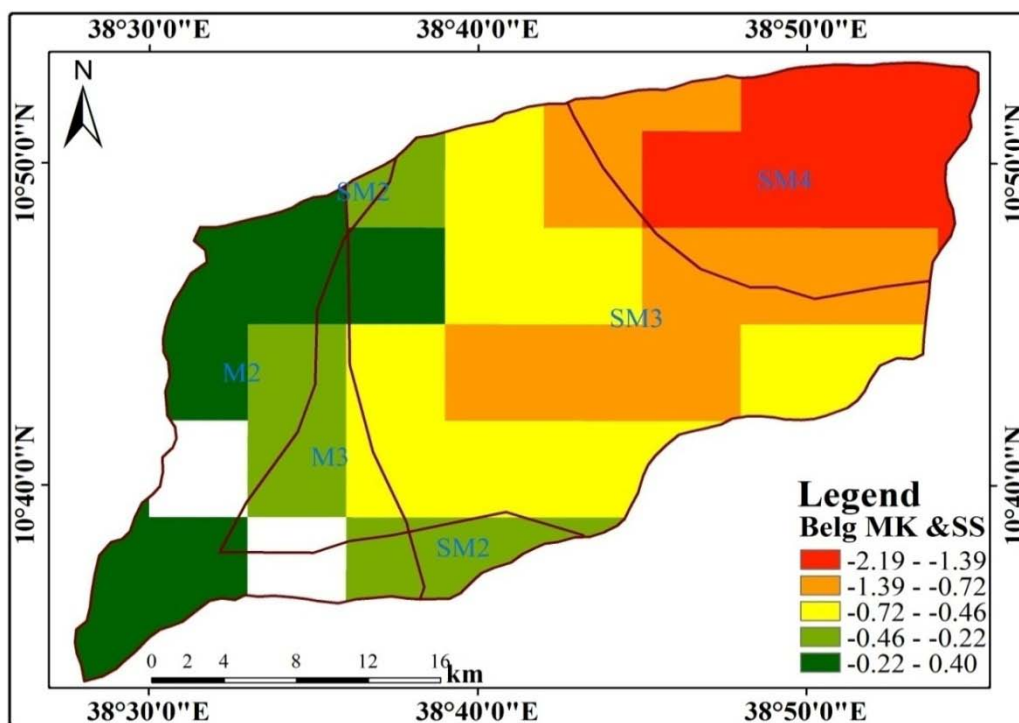 38°30'0"E 38°40'0"E 38°50'0"E
N
10°50'0"N 10°50'0"N
SM2 SM4
SM3
M2
M3
10°40'0"N 10°40'0"N
SM2
Legend
Belg MK &SS
-2.19 - -1.39
-1.39 - -0.72
-0.72 - -0.46
-0.46 - -0.22
-0.22 - 0.40
0 2 4 8 12 16
km
38°30'0"E 38°40'0"E 38°50'0"E